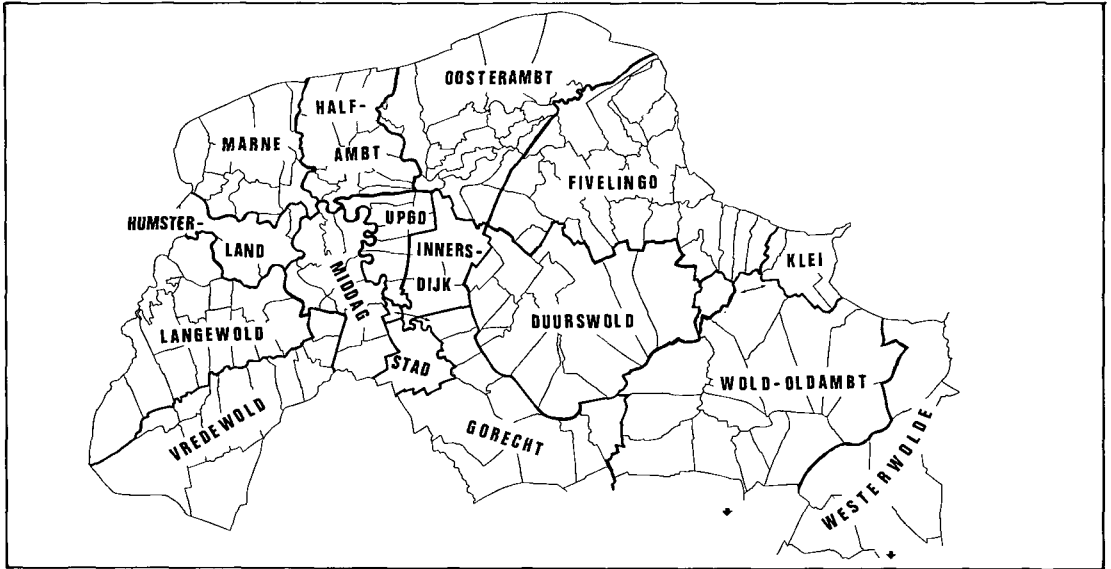 OOSTERAMBT
HALF-
AMBT
MARNE
FIVELINGO
HUMSTER-
LAND
UPGO
INNERS-
DIJK
MIDDAG
KLEI
LANGEWOLD
DUURSWOLD
STAD
WOLD-OLDAMBT
VREDEWOLD
GORECHT
WESTERWOLDE